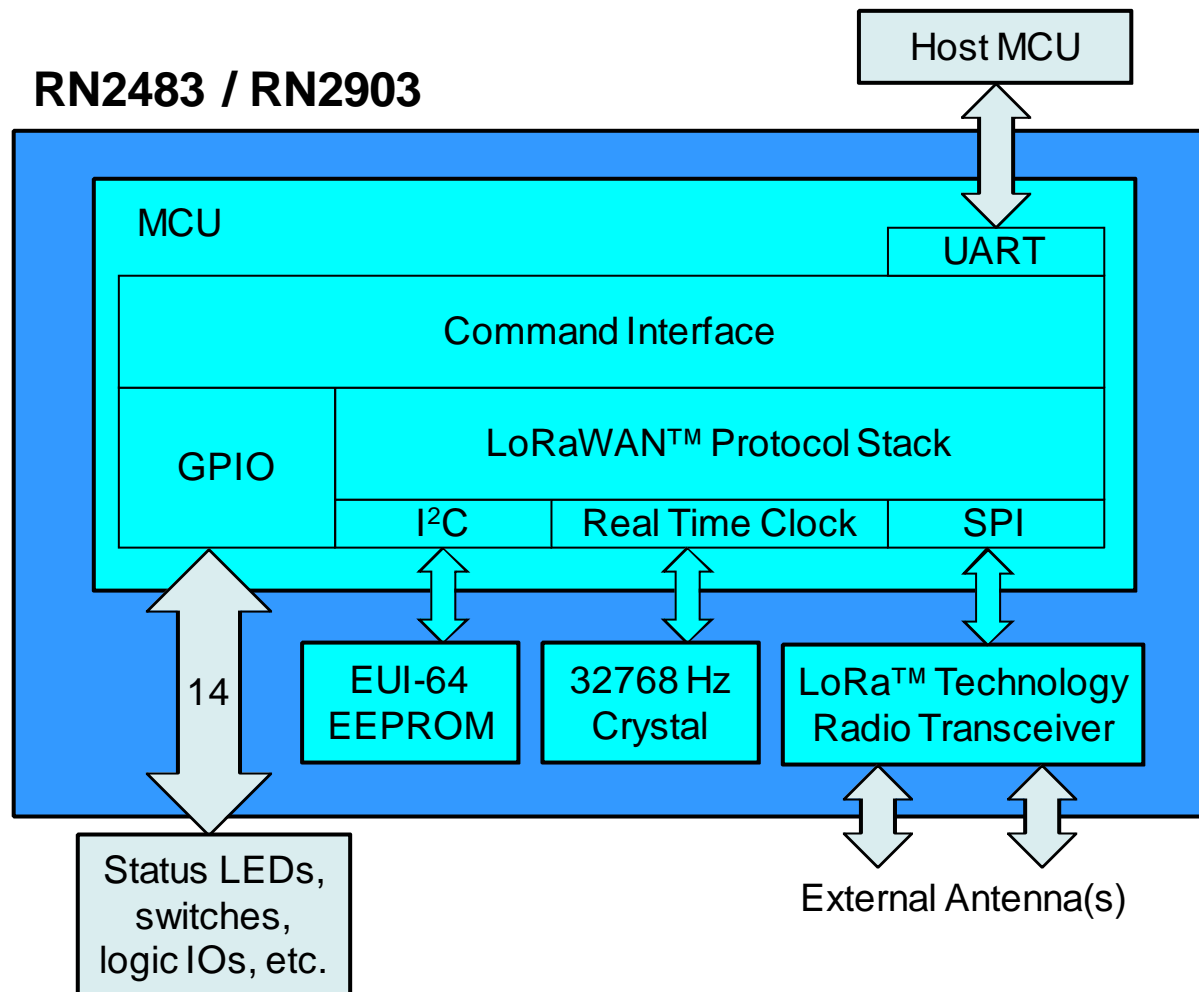 Host MCU
RN2483 / RN2903
MCU
UART
Command Interface
LoRaWAN™ Protocol Stack
GPIO
I²C
Real Time Clock
SPI
14
EUI-64
EEPROM
32768 Hz
Crystal
LoRa™ Technology
Radio Transceiver
Status LEDs,
switches,
logic IOs, etc.
External Antenna(s)